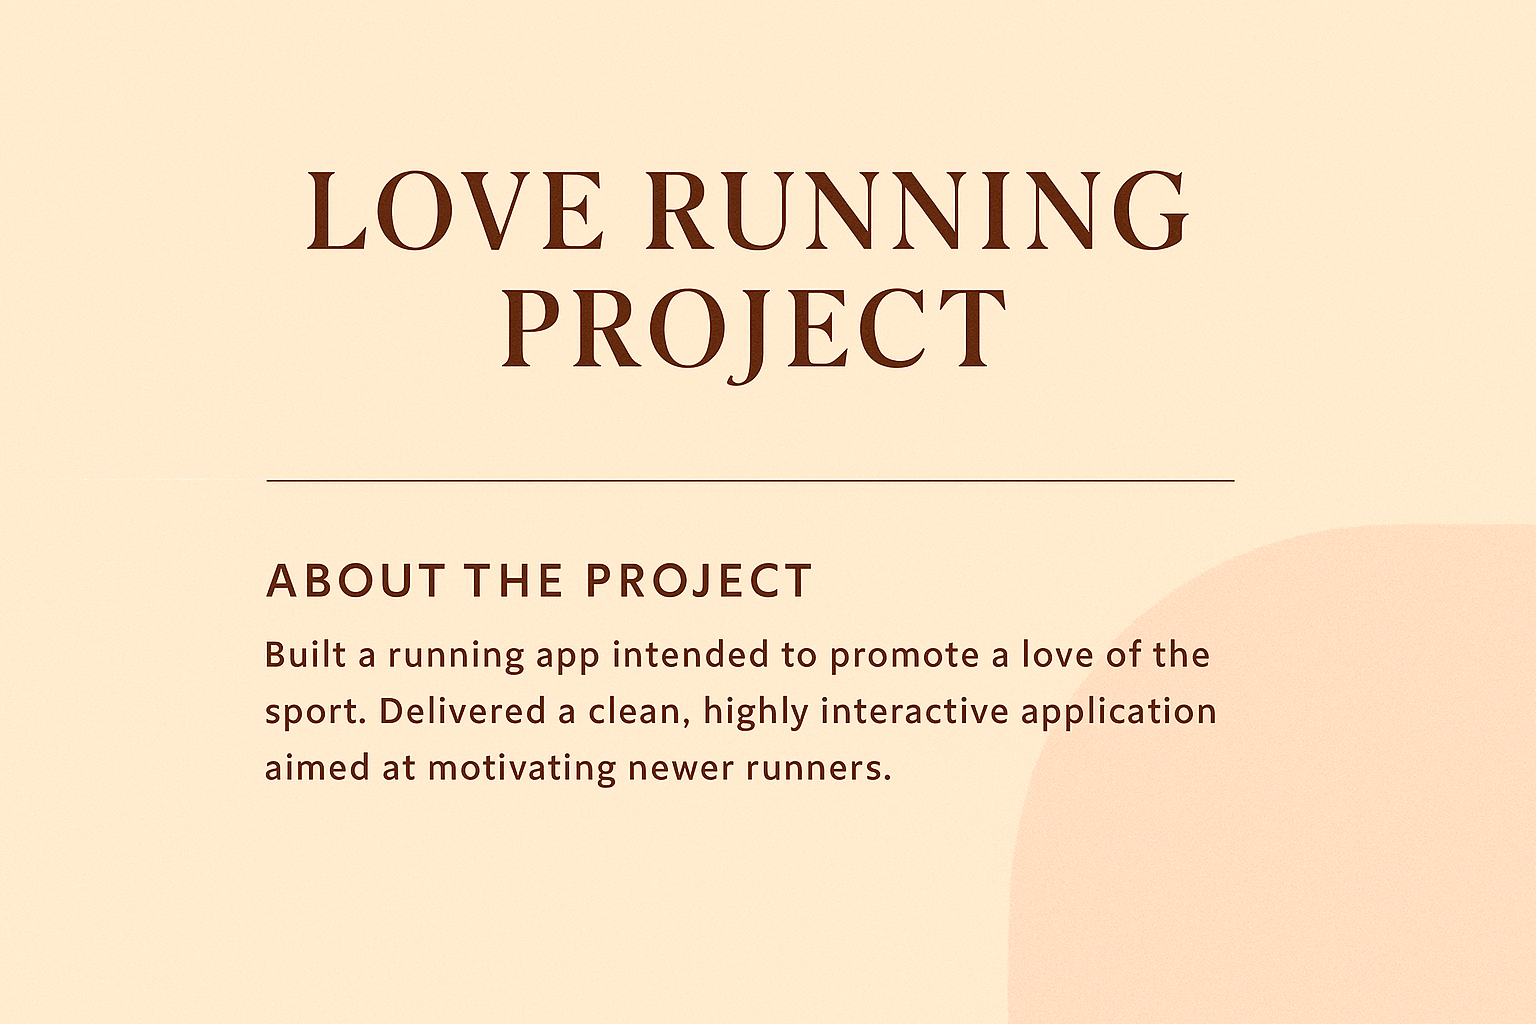 LOVE RUNNING
PROJECT
ABOUT THE PROJECT
Built a running app intended to promote a love of the
sport. Delivered a clean, highly interactive application
aimed at motivating newer runners.